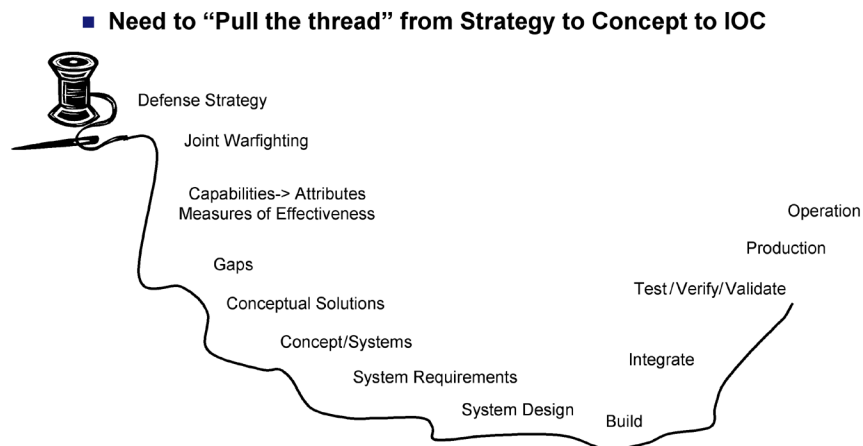 ■ Need to “Pull the thread” from Strategy to Concept to IOC
Defense Strategy
Joint Warfighting
Capabilities-> Attributes
Measures of Effectiveness
Gaps
Conceptual Solutions
Concept/Systems
System Requirements
System Design
Build
Integrate
Test/Verify/Validate
Production
Operation